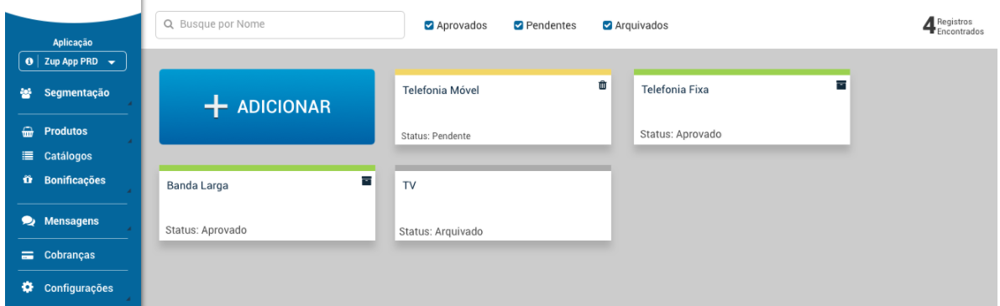 Aplicação
Zup App PRD
Segmentação
Produtos
Catálogos
Bonificações
Mensagens
Cobranças
Configurações
Busque por Nome
Aprovados
Pendentes
Arquivados
4 Registros
Encontrados
ADICIONAR
Telefonia Móvel
Status: Pendente
Telefonia Fixa
Status: Aprovado
Banda Larga
Status: Aprovado
TV
Status: Arquivado